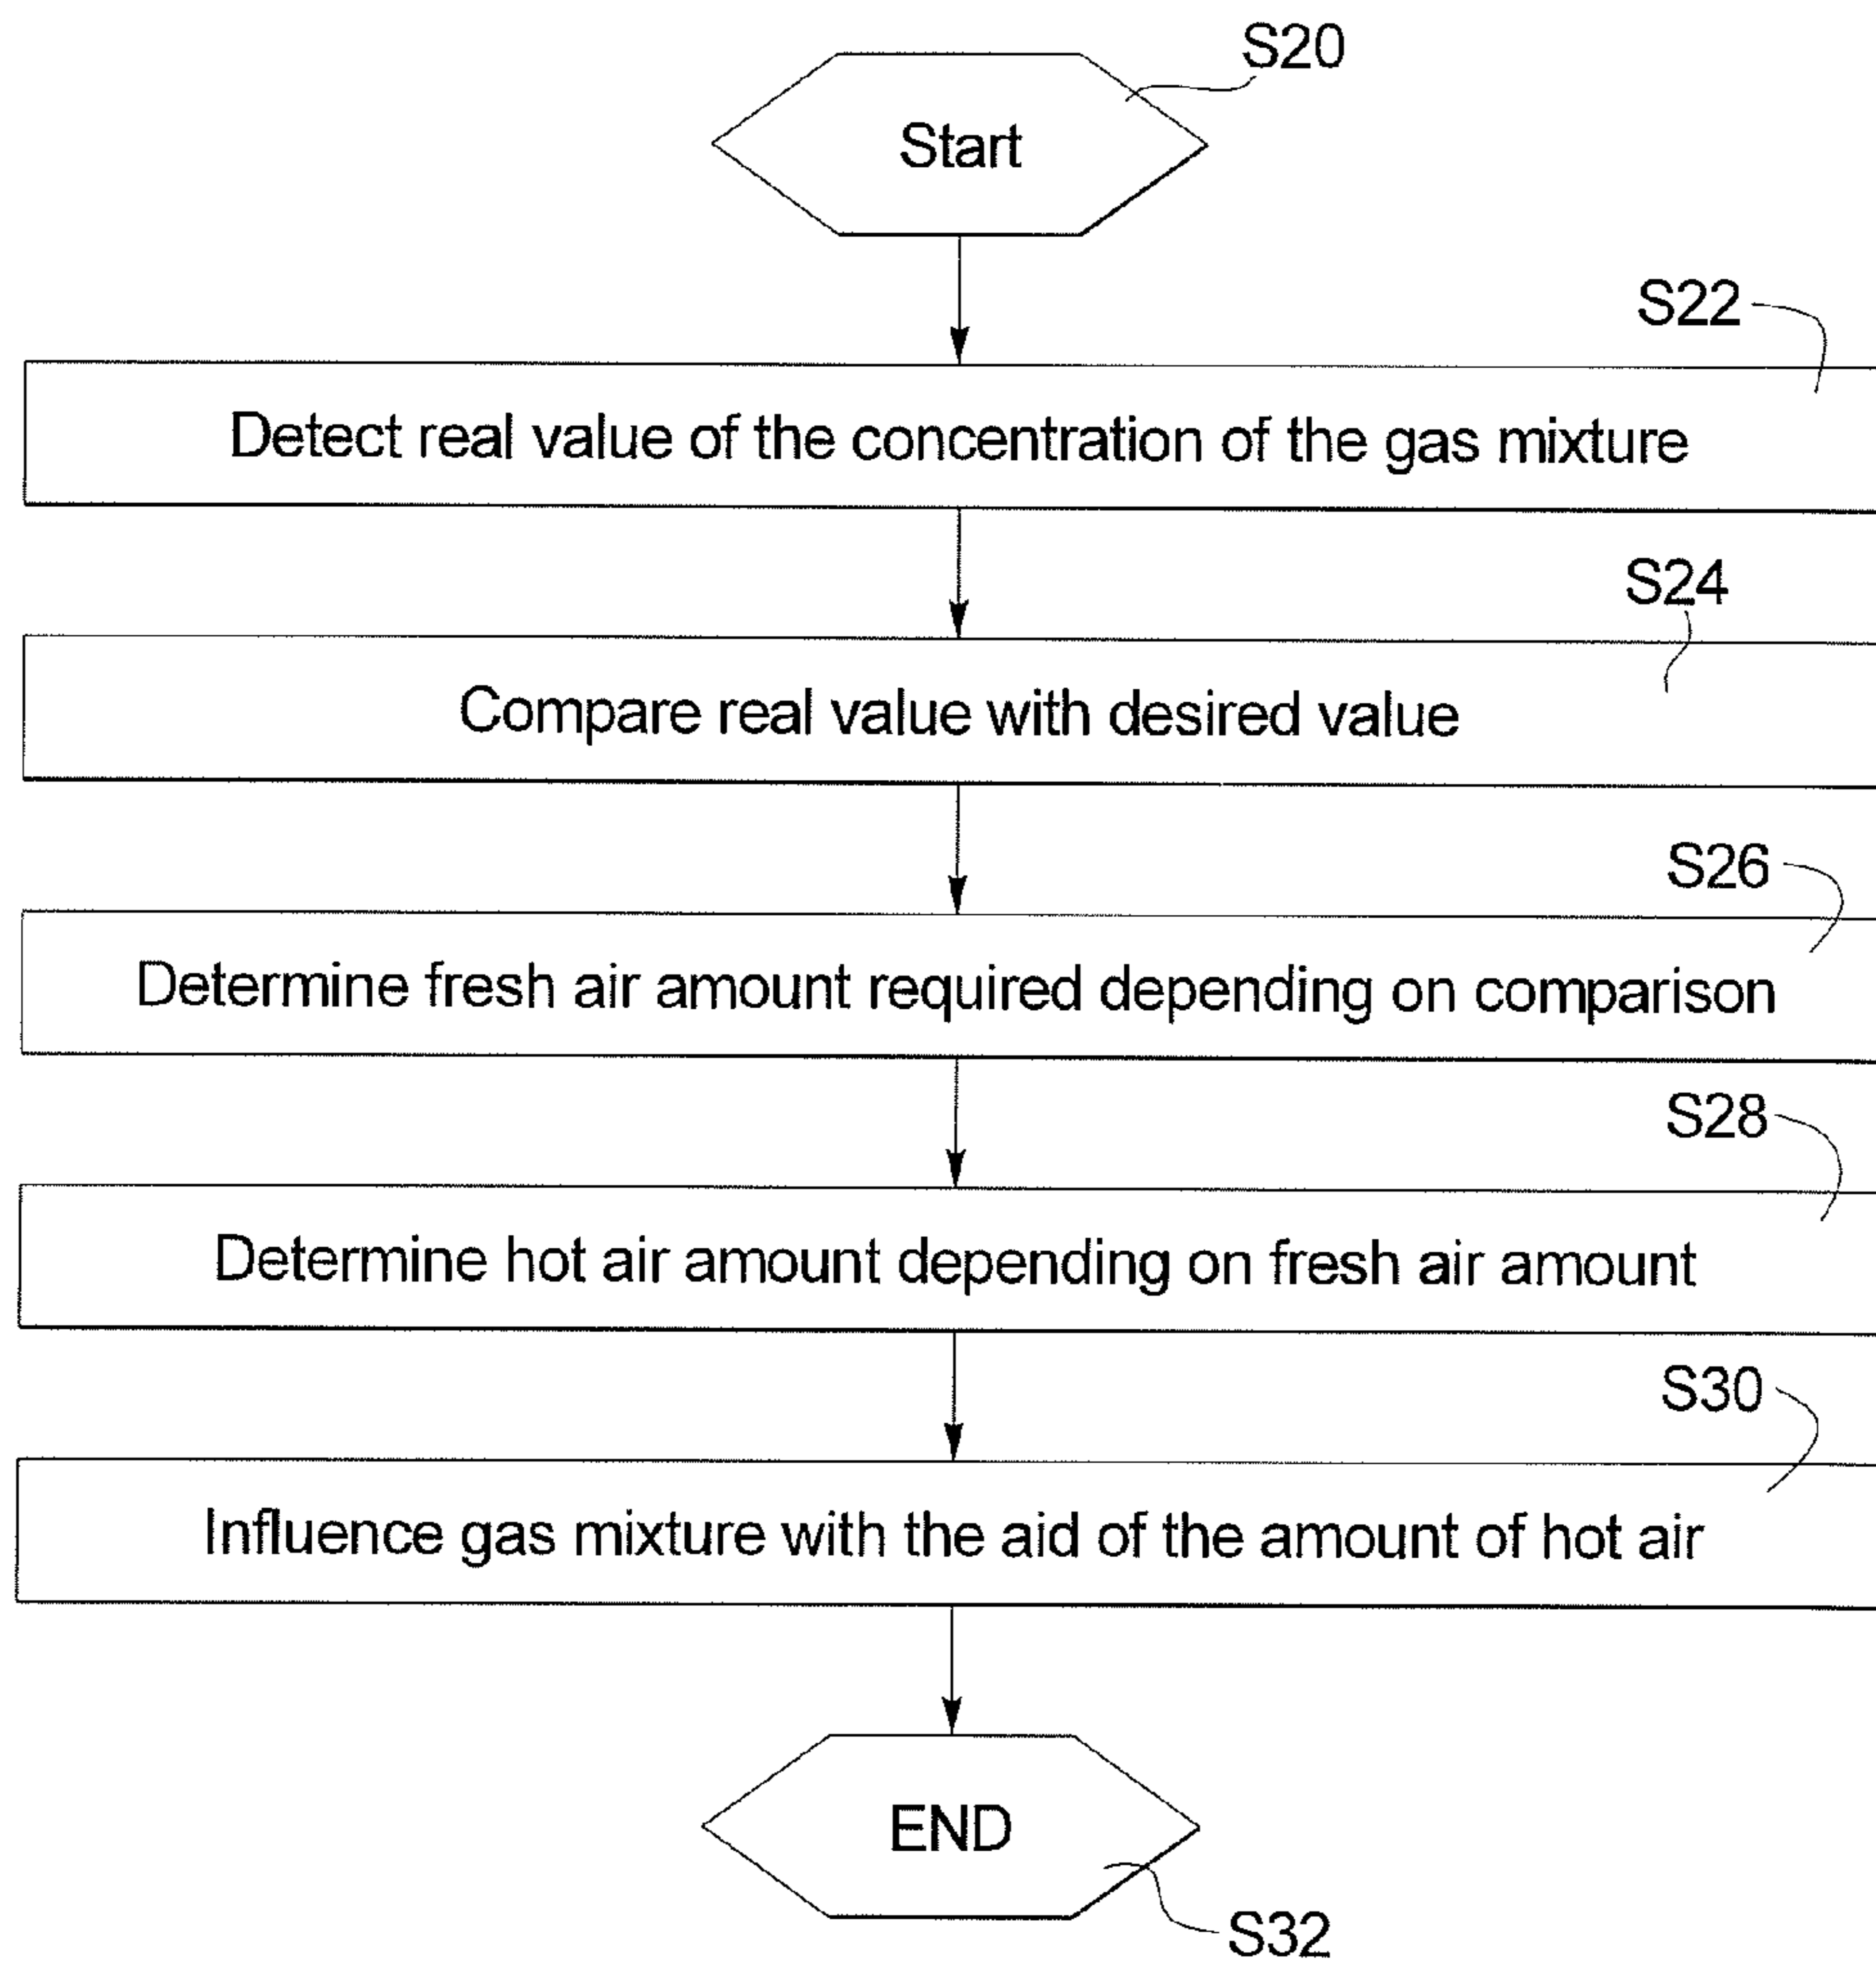 S20
Start
S22
Detect real value of the concentration of the gas mixture
S24
Compare real value with desired value
S26
Determine fresh air amount required depending on comparison
S28
Determine hot air amount depending on fresh air amount
S30
Influence gas mixture with the aid of the amount of hot air
END
S32